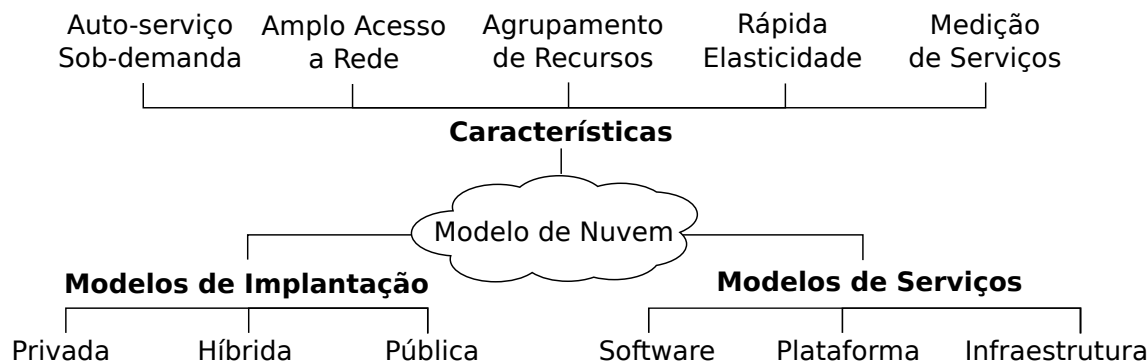 Auto-serviço
Sob-demanda
Amplo Acesso
a Rede
Agrupamento
de Recursos
Rápida
Elasticidade
Medição
de Serviços
Características
Modelo de Nuvem
Modelos de Implantação
Modelos de Serviços
Privada
Híbrida
Pública
Software
Plataforma
Infraestrutura